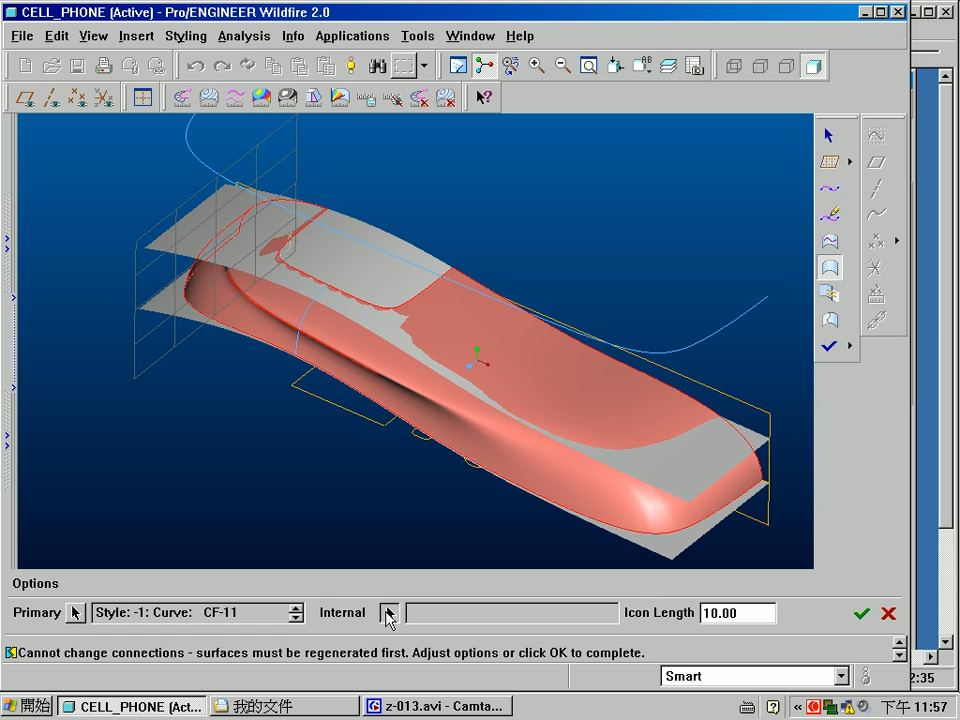 CELL_PHONE (Active) - Pro/ENGINEER Wildfire 2.0
File Edit View Insert Styling Analysis Info Applications Tools Window Help
Options
Primary Style: -1: Curve: CF-11 Internal Icon Length 10.00
Cannot change connections - surfaces must be regenerated first. Adjust options or click OK to complete.
Smart
2:35
開始 CELL_PHONE (Act... 我的文件 z-013.avi - Camta... « 下午 11:57